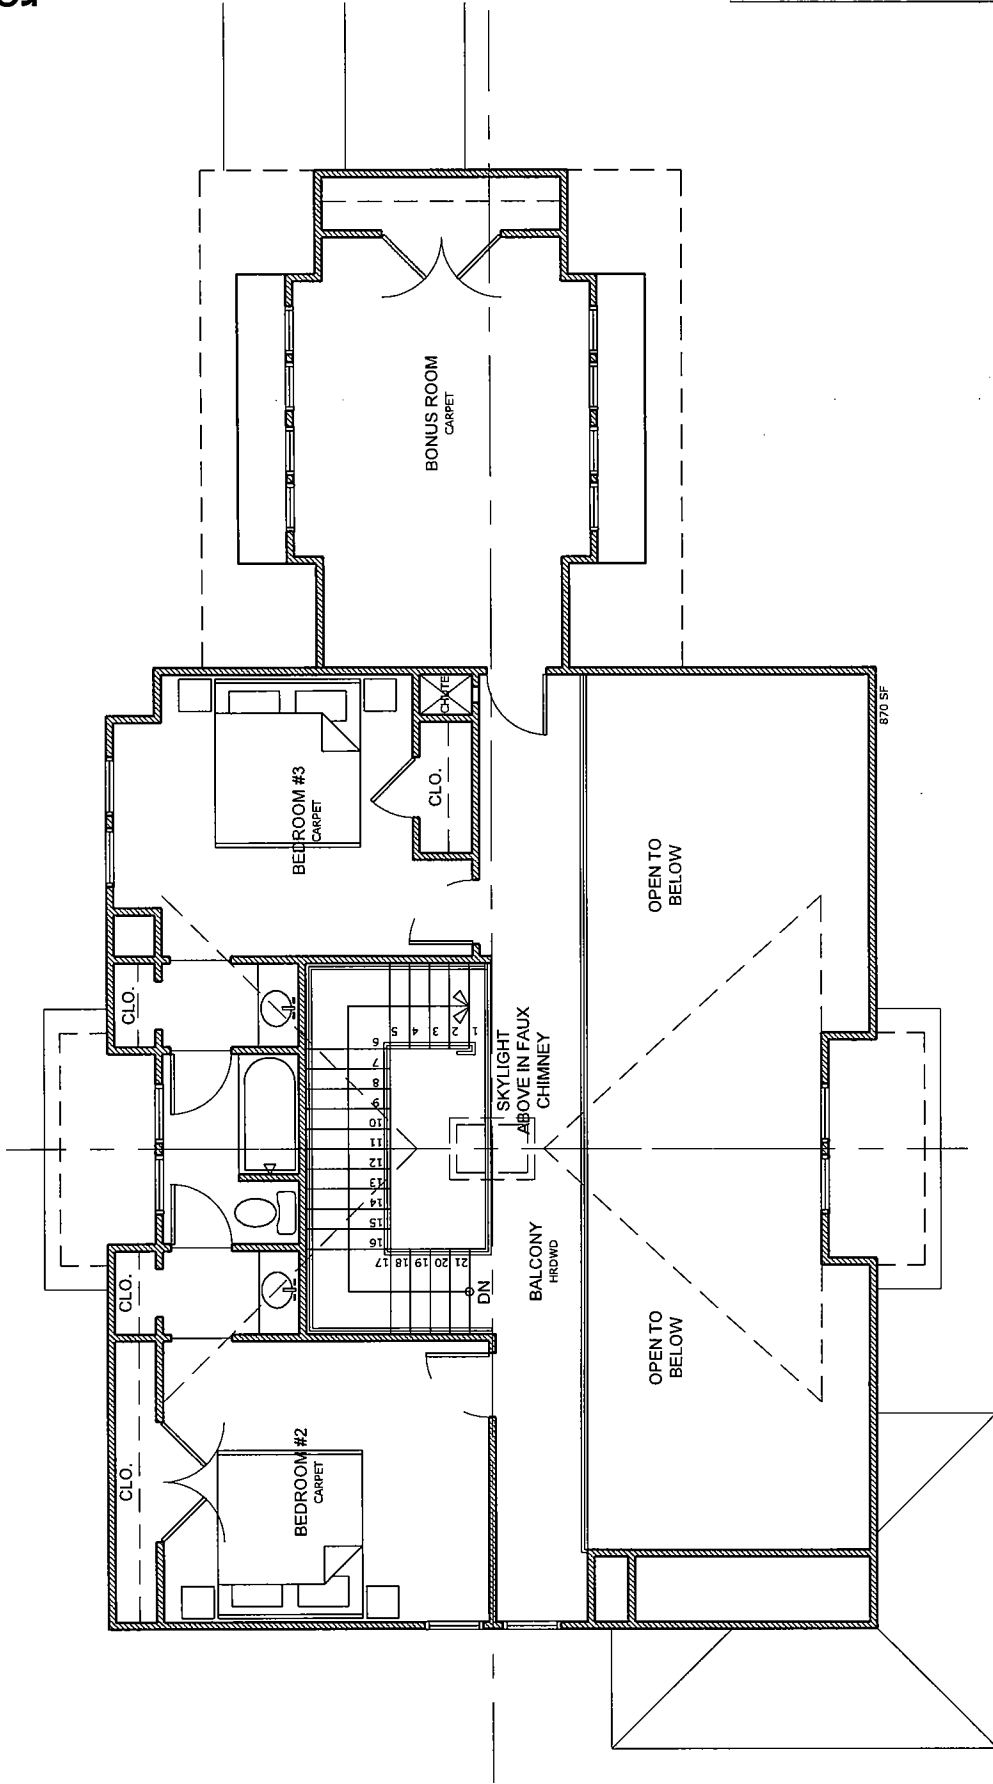 BONUS ROOM
CARPET
BEDROOM #3
CARPET
CHUTE
CLO.
CLO.
870 SF
OPEN TO
BELOW
1
2
3
4
5
6
7
8
9
10
11
12
13
14
15
16
17
18
19
20
21
DN
SKYLIGHT
ABOVE IN FAUX
CHIMNEY
BALCONY
HRDWD
CLO.
OPEN TO
BELOW
CLO.
BEDROOM #2
CARPET